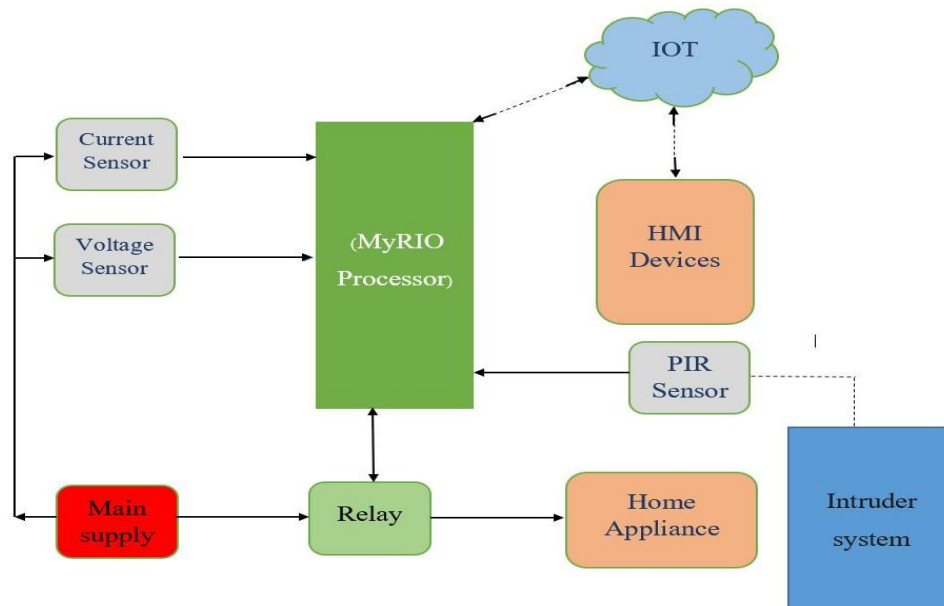 IOT
Current
Sensor
Voltage
Sensor
(MyRIO
Processor)
HMI
Devices
PIR
Sensor
Main
supply
Relay
Home
Appliance
Intruder
system